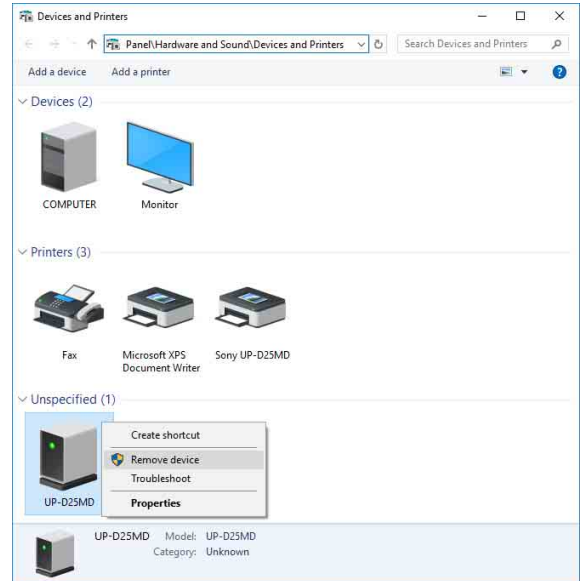 Devices and Printers
Panel\Hardware and Sound\Devices and Printers
Search Devices and Printers
Add a device
Add a printer
Devices (2)
COMPUTER
Monitor
Printers (3)
Fax
Microsoft XPS
Document Writer
Sony UP-D25MD
Unspecified (1)
Create shortcut
Remove device
Troubleshoot
Properties
UP-D25MD
UP-D25MD Model: UP-D25MD
Category: Unknown